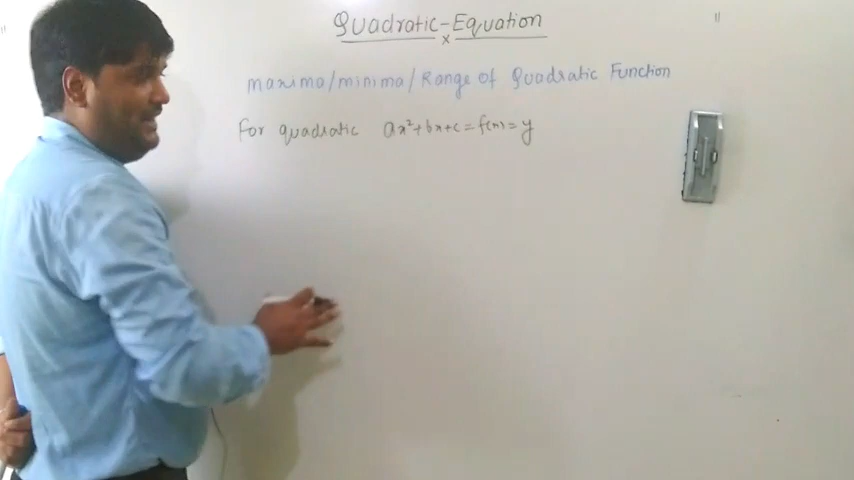 Quadratic-Equation
x
maxima/minima/Range of Quadratic Function
For quadratic ax²+bx+c = f(x) = y